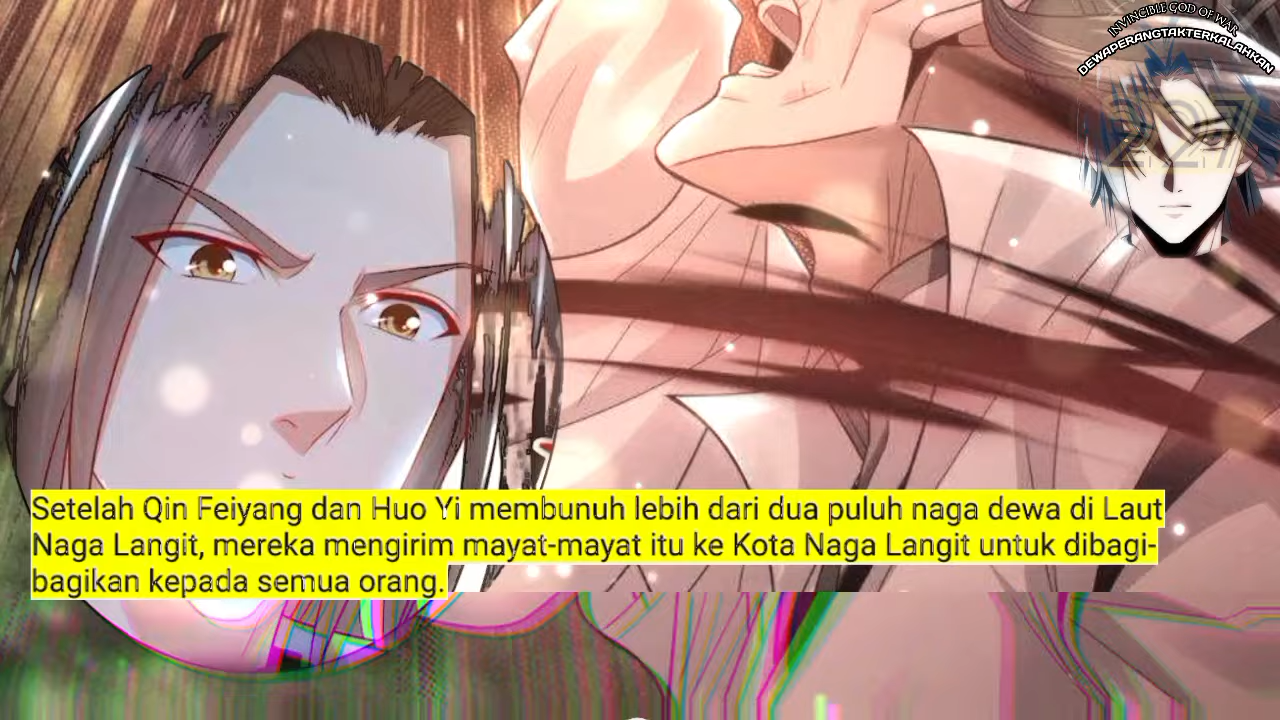 INVINCIBLE GOD OF WAR
DEWAPERANGTAKTERKALAHKAN
227
Setelah Qin Feiyang dan Huo Yi membunuh lebih dari dua puluh naga dewa di Laut
Naga Langit, mereka mengirim mayat-mayat itu ke Kota Naga Langit untuk dibagi-
bagikan kepada semua orang.